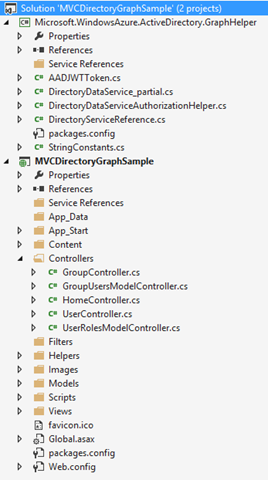 Solution 'MVCDirectoryGraphSample' (2 projects)
C# Microsoft.WindowsAzure.ActiveDirectory.GraphHelper
Properties
References
Service References
C# AADJWTToken.cs
C# DirectoryDataService_partial.cs
C# DirectoryDataServiceAuthorizationHelper.cs
C# DirectoryServiceReference.cs
packages.config
C# StringConstants.cs
MVCDirectoryGraphSample
Properties
References
Service References
App_Data
App_Start
Content
Controllers
C# GroupController.cs
C# GroupUsersModelController.cs
C# HomeController.cs
C# UserController.cs
C# UserRolesModelController.cs
Filters
Helpers
Images
Models
Scripts
Views
favicon.ico
Global.asax
packages.config
Web.config